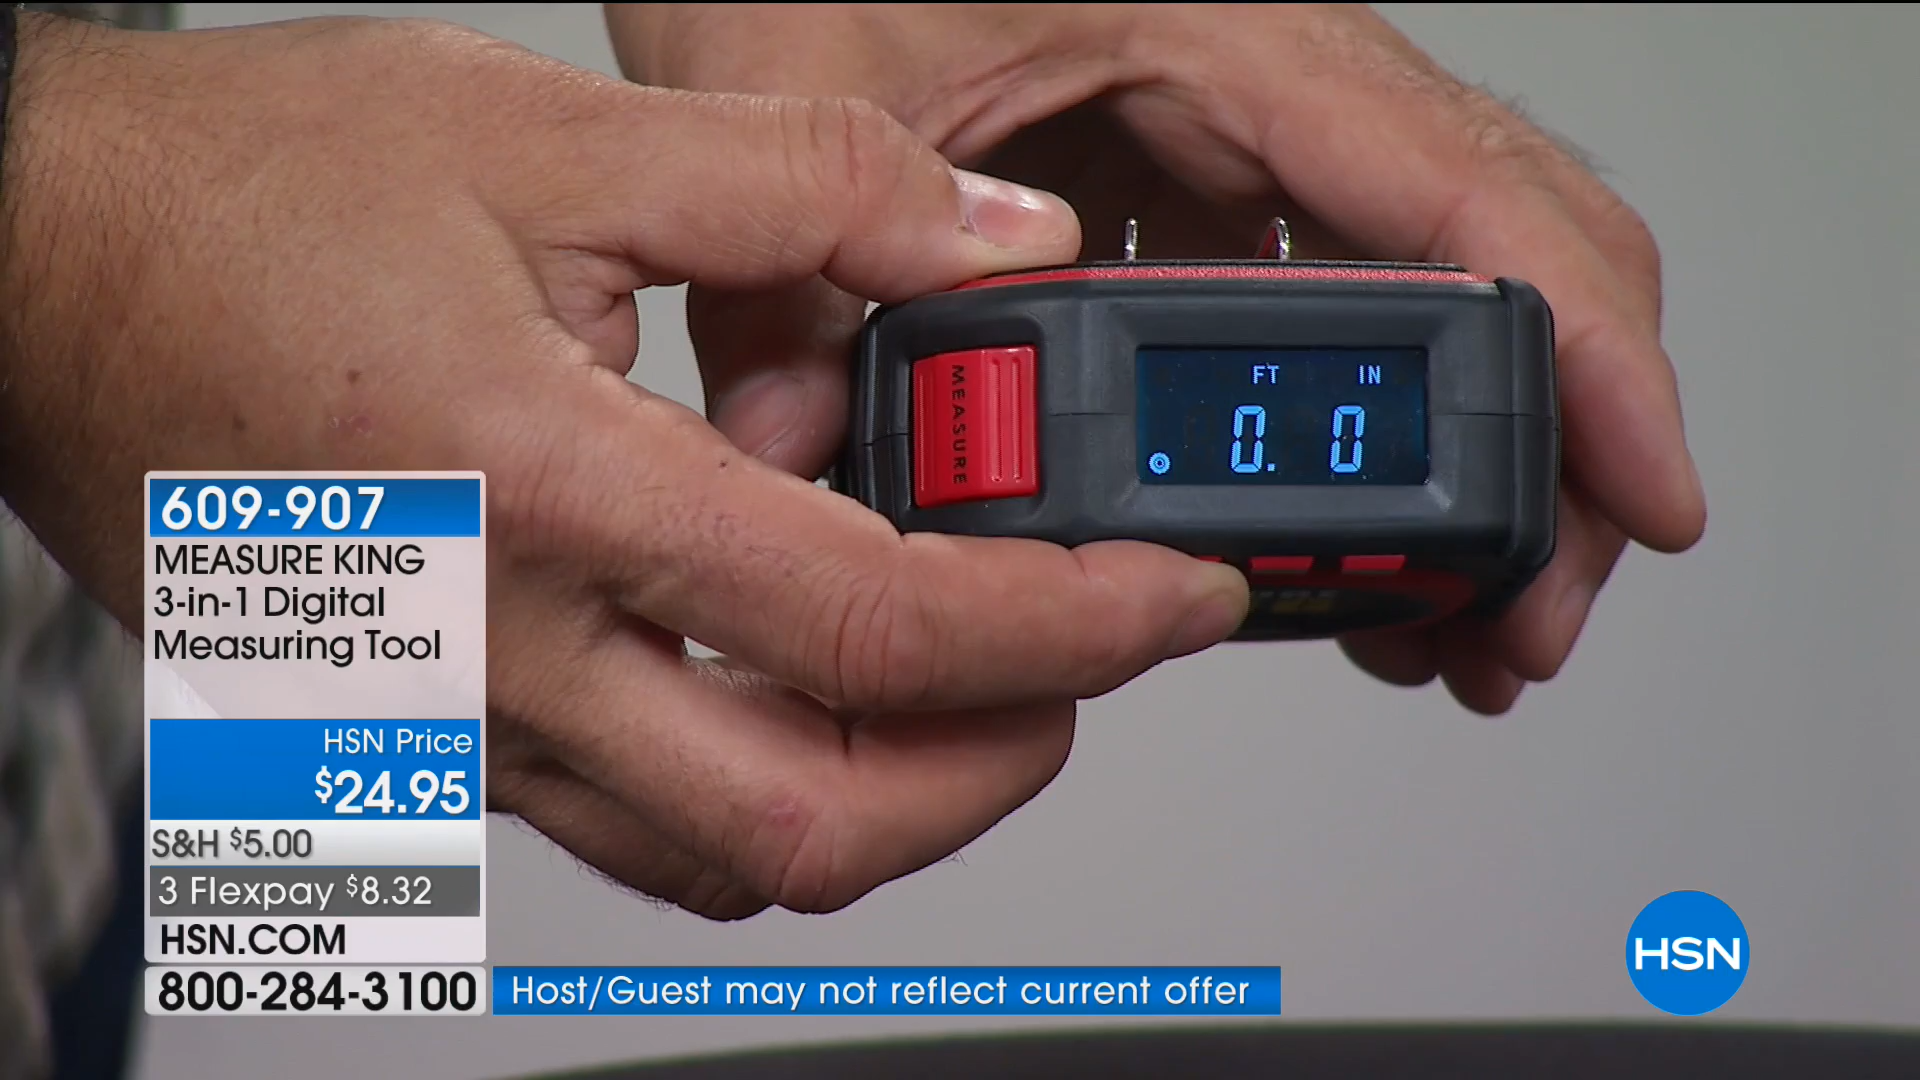 MEASURE
FT IN
0. 0
609-907
MEASURE KING
3-in-1 Digital
Measuring Tool
HSN Price
$24.95
S&H $5.00
3 Flexpay $8.32
HSN.COM
800-284-3100
Host/Guest may not reflect current offer
HSN